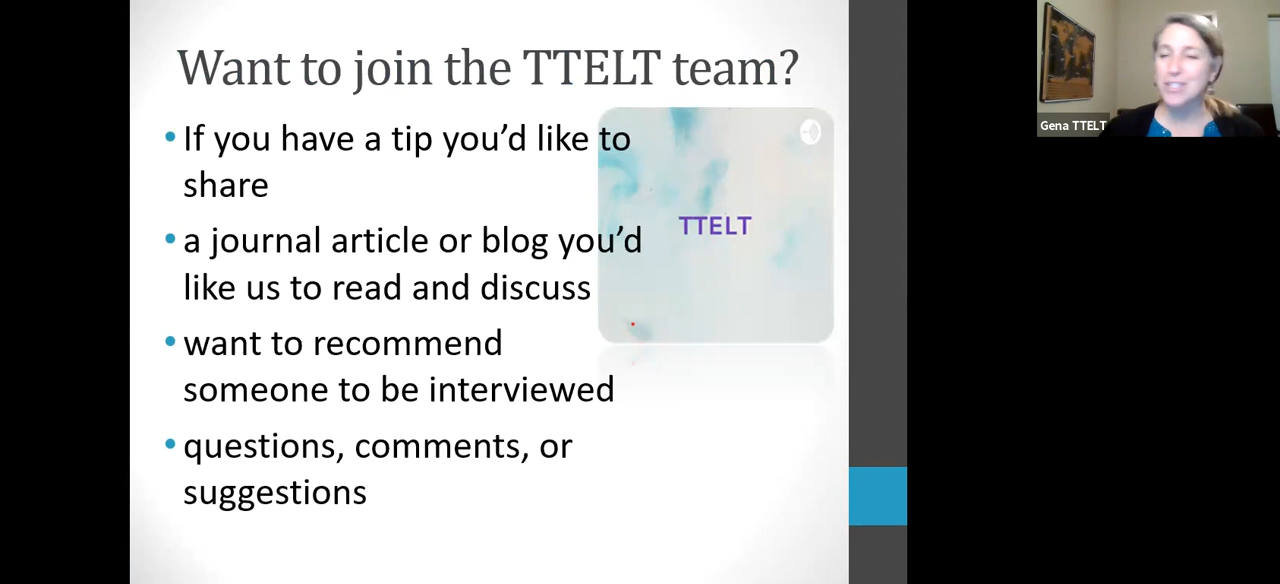 Want to join the TTELT team?
•If you have a tip you’d like to
share
•a journal article or blog you’d
like us to read and discuss
•want to recommend
someone to be interviewed
•questions, comments, or
suggestions
TTELT
Gena TTELT